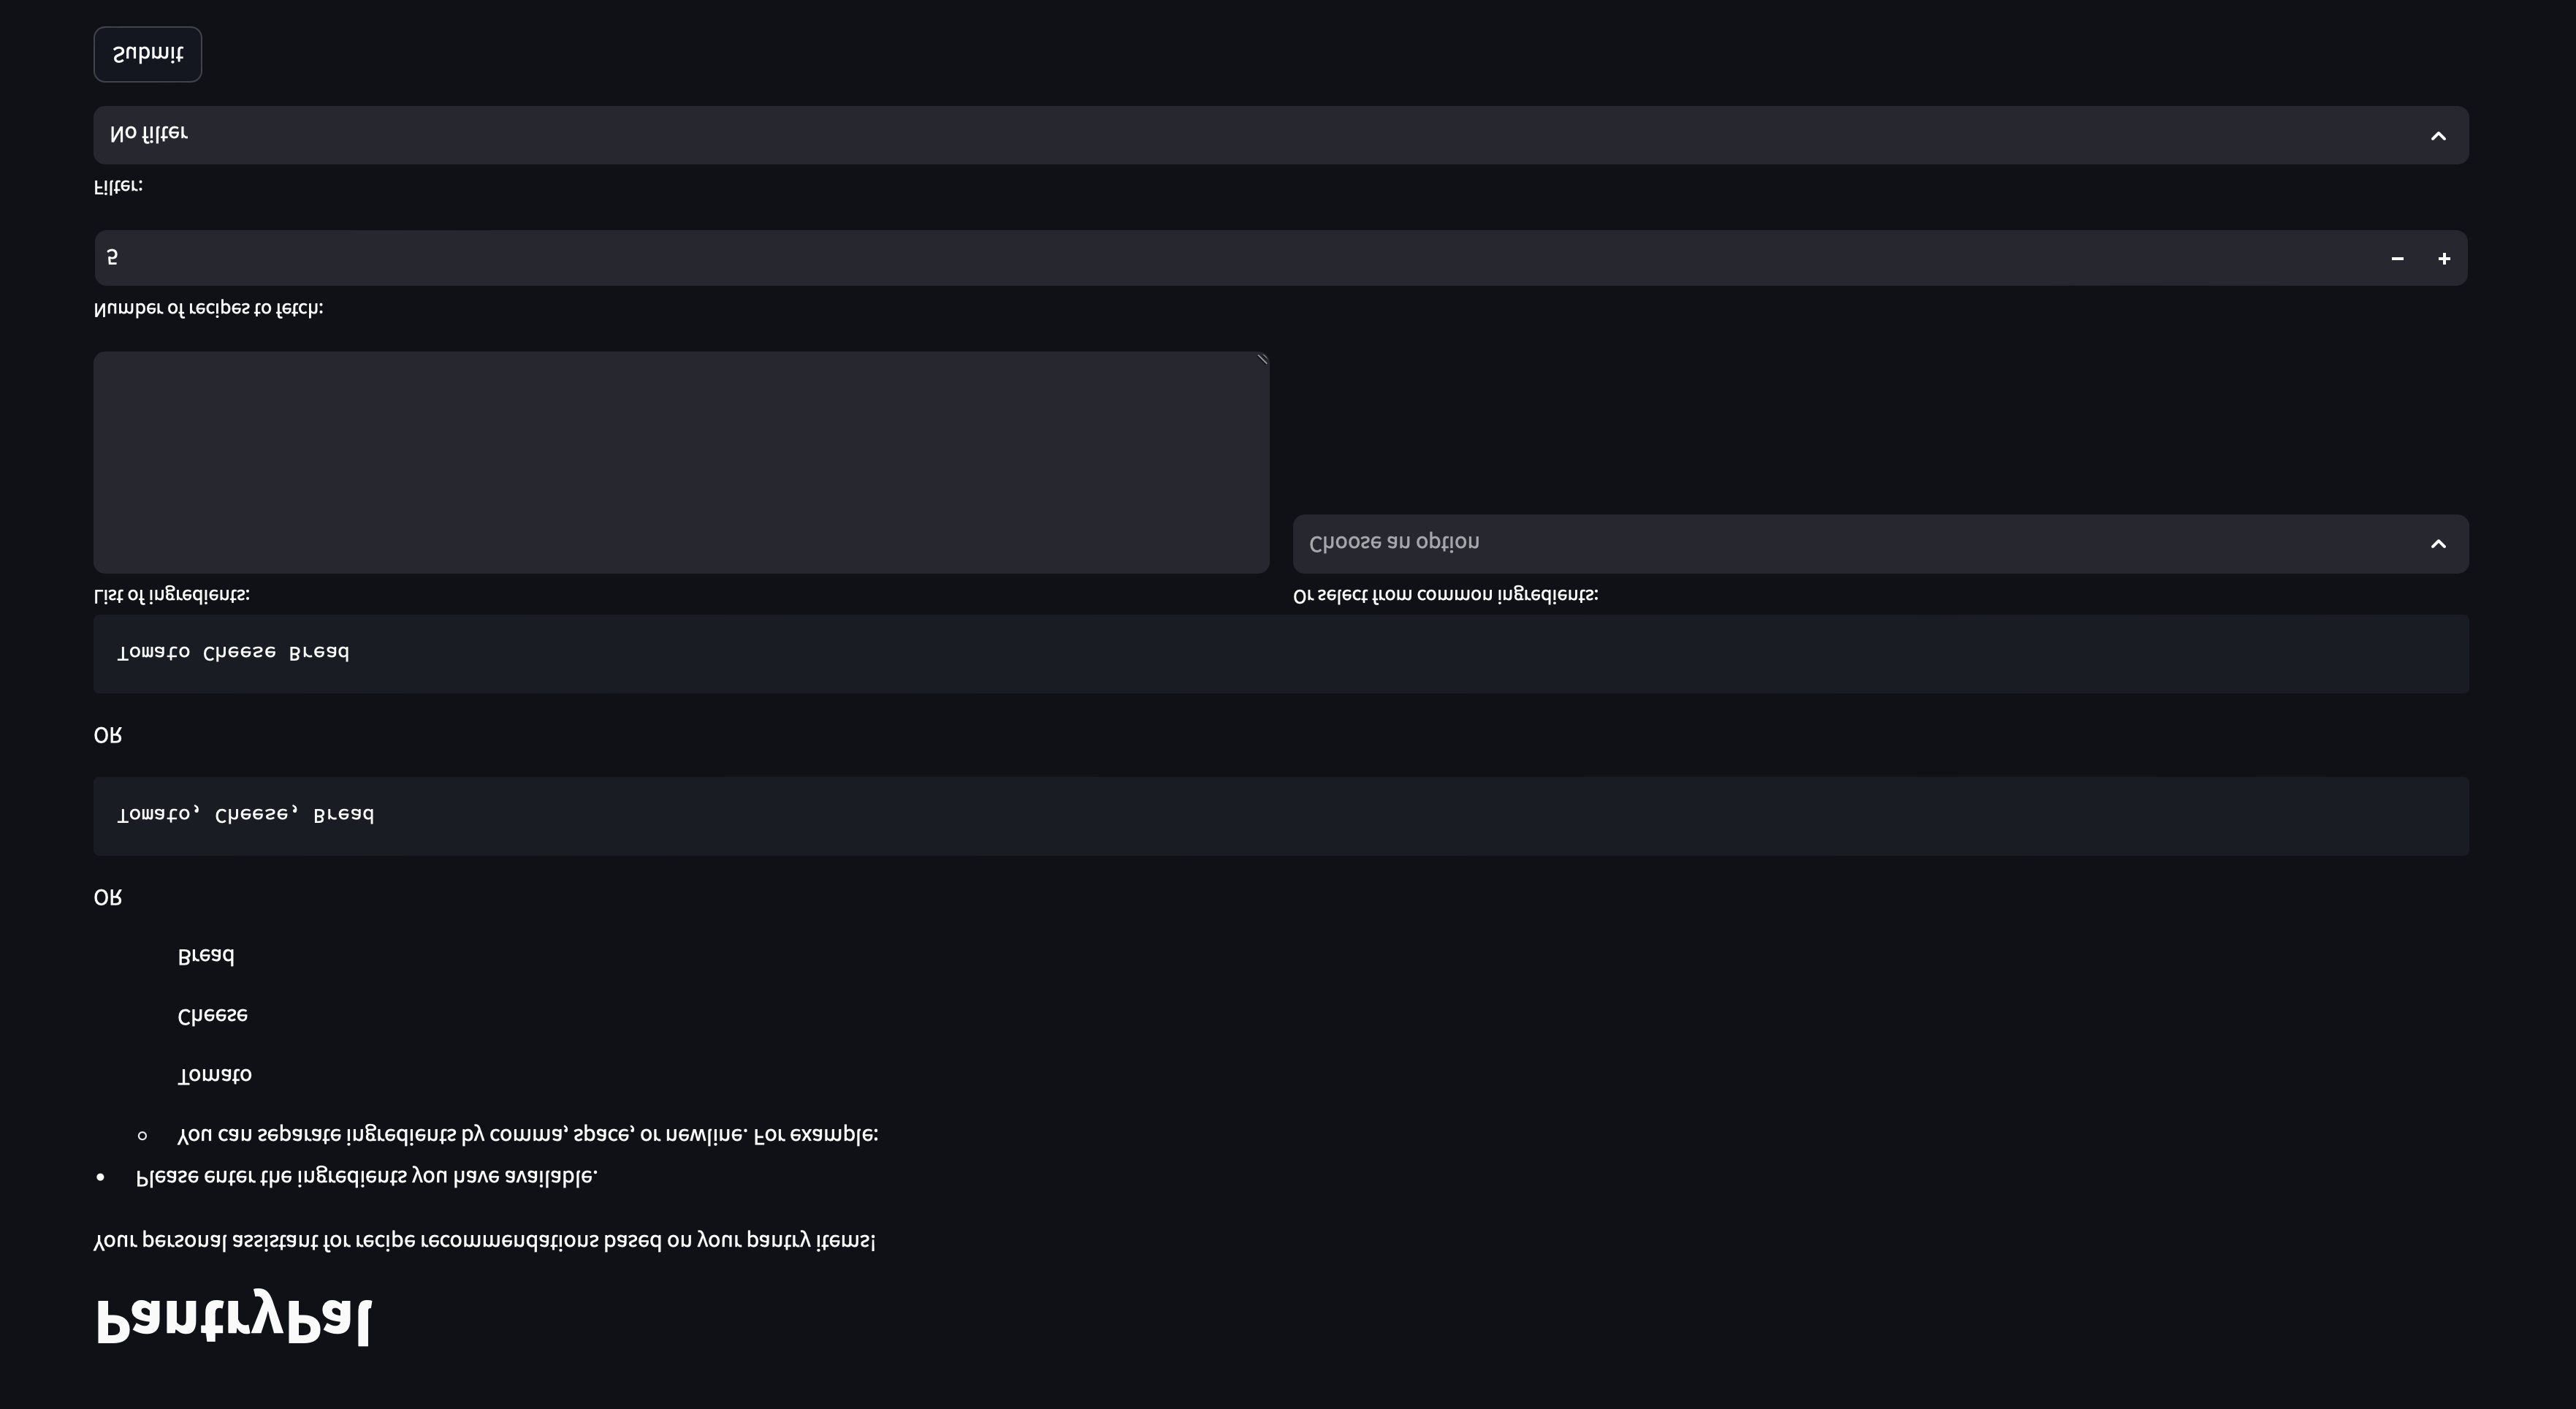 PantryPal
Your personal assistant for recipe recommendations based on your pantry items!
Please enter the ingredients you have available.
You can separate ingredients by comma, space, or newline. For example:
Tomato
Cheese
Bread
OR
Tomato, Cheese, Bread
OR
Tomato Cheese Bread
List of ingredients:
Or select from common ingredients:
Choose an option
Number of recipes to fetch:
5
Filter:
No filter
Submit